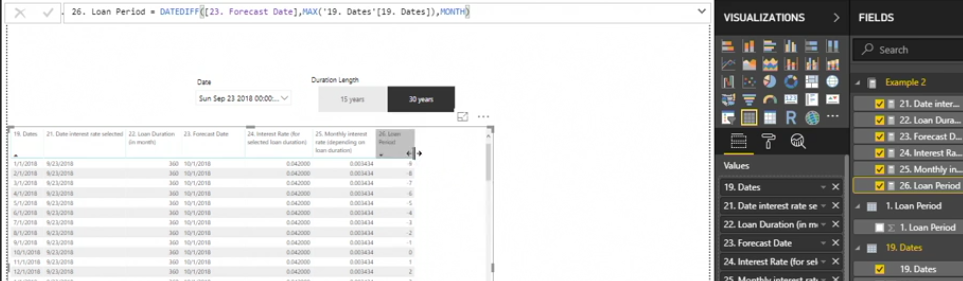 26. Loan Period = DATEDIFF([23. Forecast Date],MAX('19. Dates'[19. Dates]),MONTH)
VISUALIZATIONS
FIELDS
Search
Date
Duration Length
Sun Sep 23 2018 00:00:...
15 years
30 years
19. Dates 21. Date interest rate selected 22. Loan Duration (in month) 23. Forecast Date 24. Interest Rate (for selected loan duration) 25. Monthly interest rate (depending on loan duration) 26. Loan Period
1/1/2018 9/23/2018 360 10/1/2018 0.042000 0.003434 -9
2/1/2018 9/23/2018 360 10/1/2018 0.042000 0.003434 -8
3/1/2018 9/23/2018 360 10/1/2018 0.042000 0.003434 -7
4/1/2018 9/23/2018 360 10/1/2018 0.042000 0.003434 -6
5/1/2018 9/23/2018 360 10/1/2018 0.042000 0.003434 -5
6/1/2018 9/23/2018 360 10/1/2018 0.042000 0.003434 -4
7/1/2018 9/23/2018 360 10/1/2018 0.042000 0.003434 -3
8/1/2018 9/23/2018 360 10/1/2018 0.042000 0.003434 -2
9/1/2018 9/23/2018 360 10/1/2018 0.042000 0.003434 -1
10/1/2018 9/23/2018 360 10/1/2018 0.042000 0.003434 0
11/1/2018 9/23/2018 360 10/1/2018 0.042000 0.003434 1
12/1/2018 9/23/2018 360 10/1/2018 0.042000 0.003434 2
R
Values
19. Dates
21. Date interest rate se
22. Loan Duration (in m
23. Forecast Date
24. Interest Rate (for sel
25. Monthly interest rat
Example 2
21. Date inter...
22. Loan Dura...
23. Forecast D...
24. Interest Ra...
25. Monthly in...
26. Loan Period
1. Loan Period
1. Loan Period
19. Dates
19. Dates